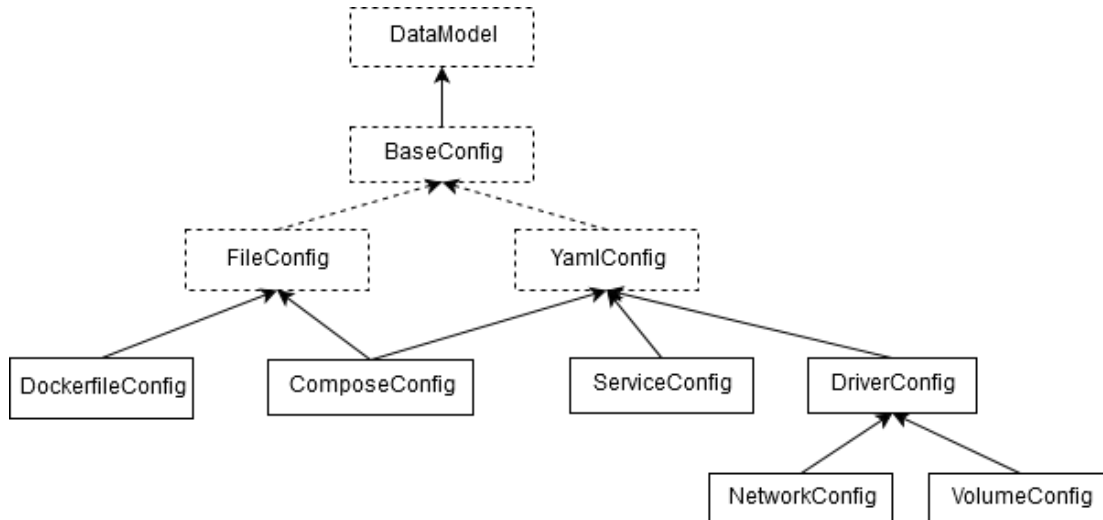 DataModel
BaseConfig
FileConfig
YamlConfig
DockerfileConfig
ComposeConfig
ServiceConfig
DriverConfig
NetworkConfig
VolumeConfig